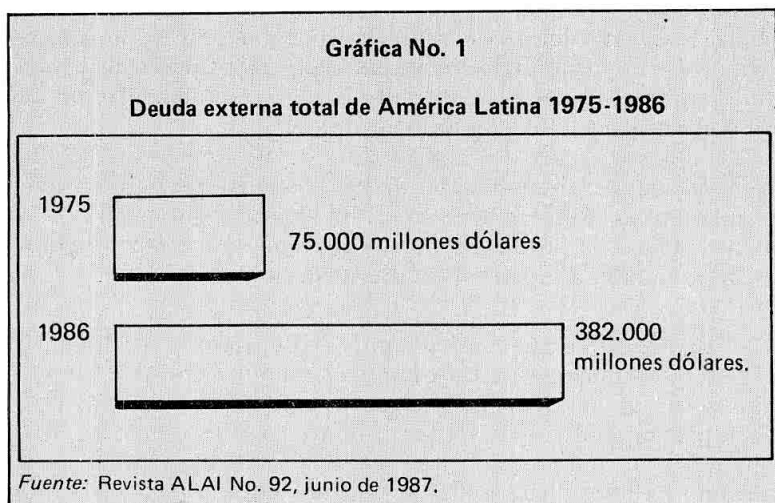 Gráfica No. 1
Deuda externa total de América Latina 1975-1986
1975
75.000 millones dólares
1986
382.000
millones dólares.
Fuente: Revista ALAI No. 92, junio de 1987.